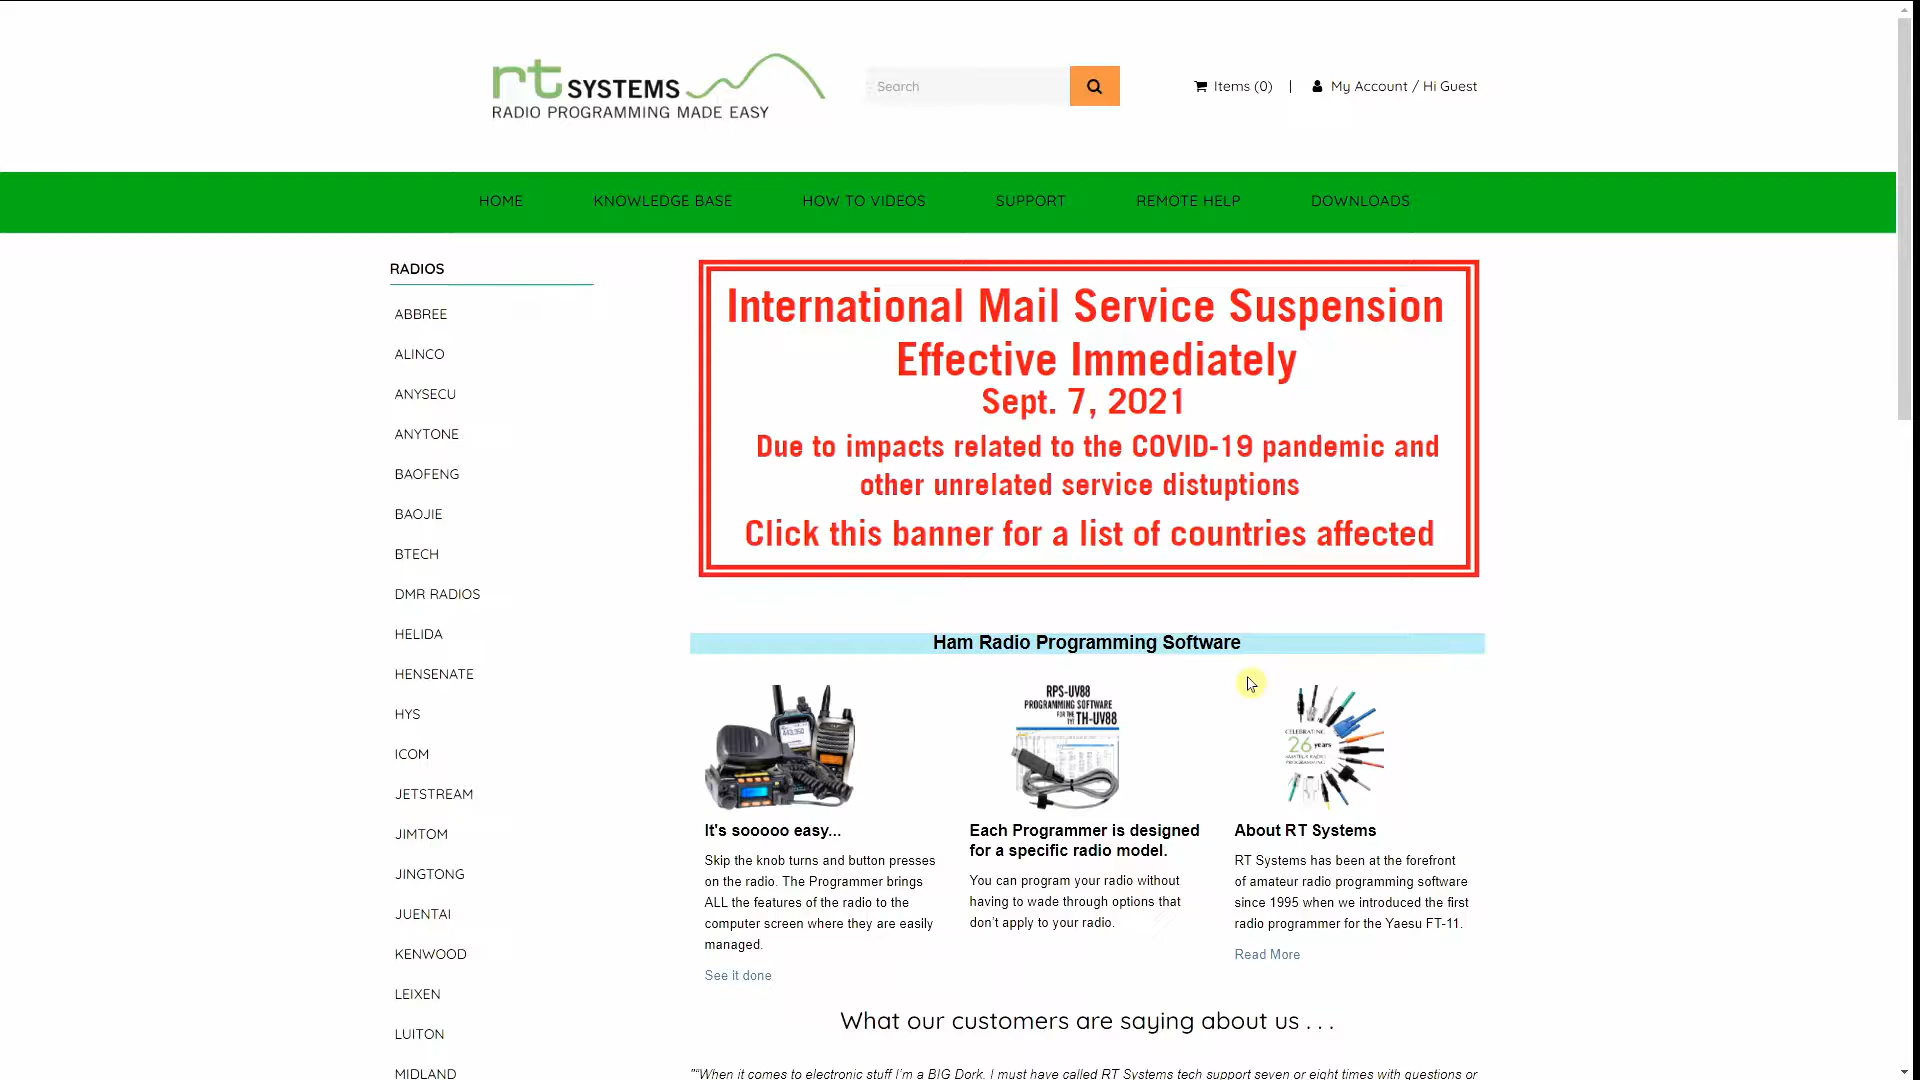 rt SYSTEMS
RADIO PROGRAMMING MADE EASY
Search
Items (0) | My Account / Hi Guest
HOME KNOWLEDGE BASE HOW TO VIDEOS SUPPORT REMOTE HELP DOWNLOADS
RADIOS
ABBREE
ALINCO
ANYSECU
ANYTONE
BAOFENG
BAOJIE
BTECH
DMR RADIOS
HELIDA
HENSENATE
HYS
ICOM
JETSTREAM
JIMTOM
JINGTONG
JUENTAI
KENWOOD
LEIXEN
LUITON
MIDLAND
International Mail Service Suspension
Effective Immediately
Sept. 7, 2021
Due to impacts related to the COVID-19 pandemic and
other unrelated service distuptions
Click this banner for a list of countries affected
Ham Radio Programming Software
It's sooooo easy...
Skip the knob turns and button presses
on the radio. The Programmer brings
ALL the features of the radio to the
computer screen where they are easily
managed.
See it done
RPS-UV88
PROGRAMMING SOFTWARE
FOR THE TYT TH-UV88
Each Programmer is designed
for a specific radio model.
You can program your radio without
having to wade through options that
don't apply to your radio.
CELEBRATING
26 years
About RT Systems
RT Systems has been at the forefront
of amateur radio programming software
since 1995 when we introduced the first
radio programmer for the Yaesu FT-11.
Read More
What our customers are saying about us . . .
"“When it comes to electronic stuff I'm a BIG Dork. I must have called RT Systems tech support seven or eight times with questions or